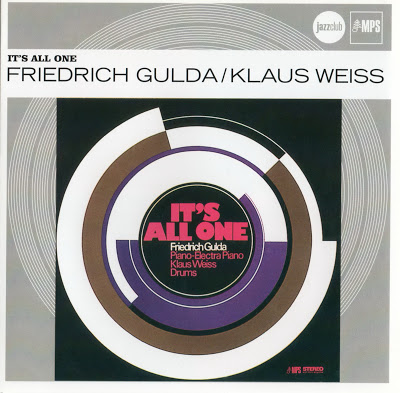 jazzclub
MPS
IT'S ALL ONE
FRIEDRICH GULDA/KLAUS WEISS
IT'S
ALL ONE
Friedrich Gulda
Piano-Electra Piano
Klaus Weiss
Drums
MPS STEREO